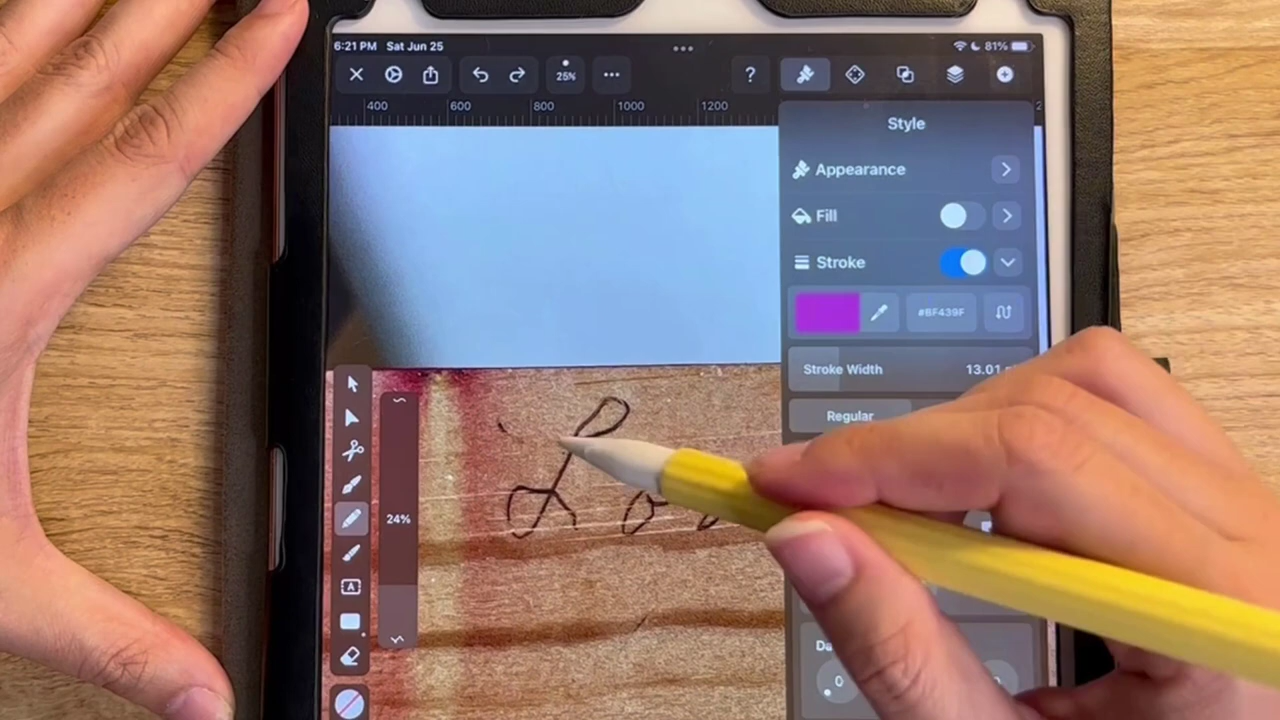 6:21 PM Sat Jun 25 81%
25% ?
400 600 800 1000 1200
Style
Appearance
Fill
Stroke
#BF439F
Stroke Width 13.01
Regular
24%
A
0